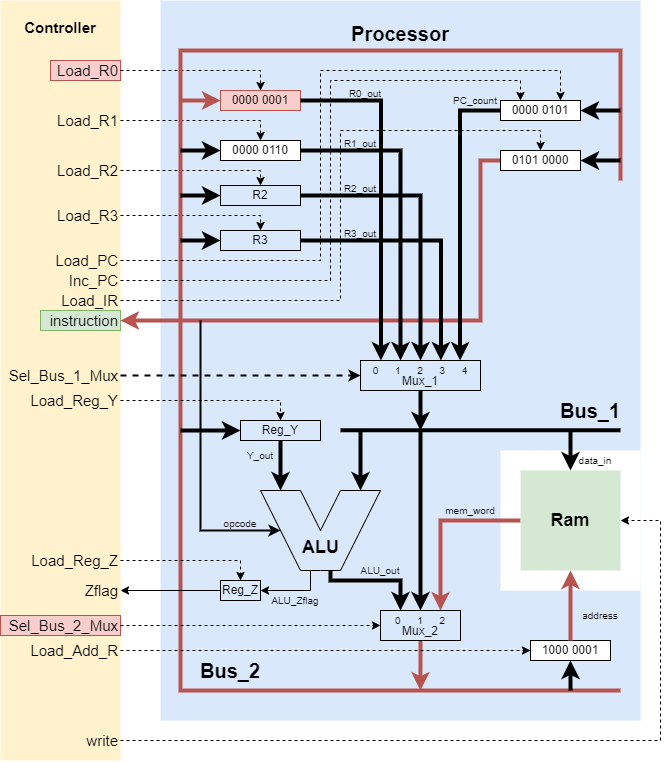 Controller
Processor
Load_R0
0000 0001
R0_out
PC_count
0000 0101
Load_R1
0000 0110
R1_out
0101 0000
Load_R2
R2
R2_out
Load_R3
R3
R3_out
Load_PC
Inc_PC
Load_IR
instruction
Sel_Bus_1_Mux
0 1 2 3 4
Mux_1
Load_Reg_Y
Reg_Y
Bus_1
Y_out
data_in
mem_word
Ram
opcode
ALU
Load_Reg_Z
ALU_out
Zflag
Reg_Z
ALU_Zflag
address
Sel_Bus_2_Mux
0 1 2
Mux_2
Load_Add_R
1000 0001
Bus_2
write